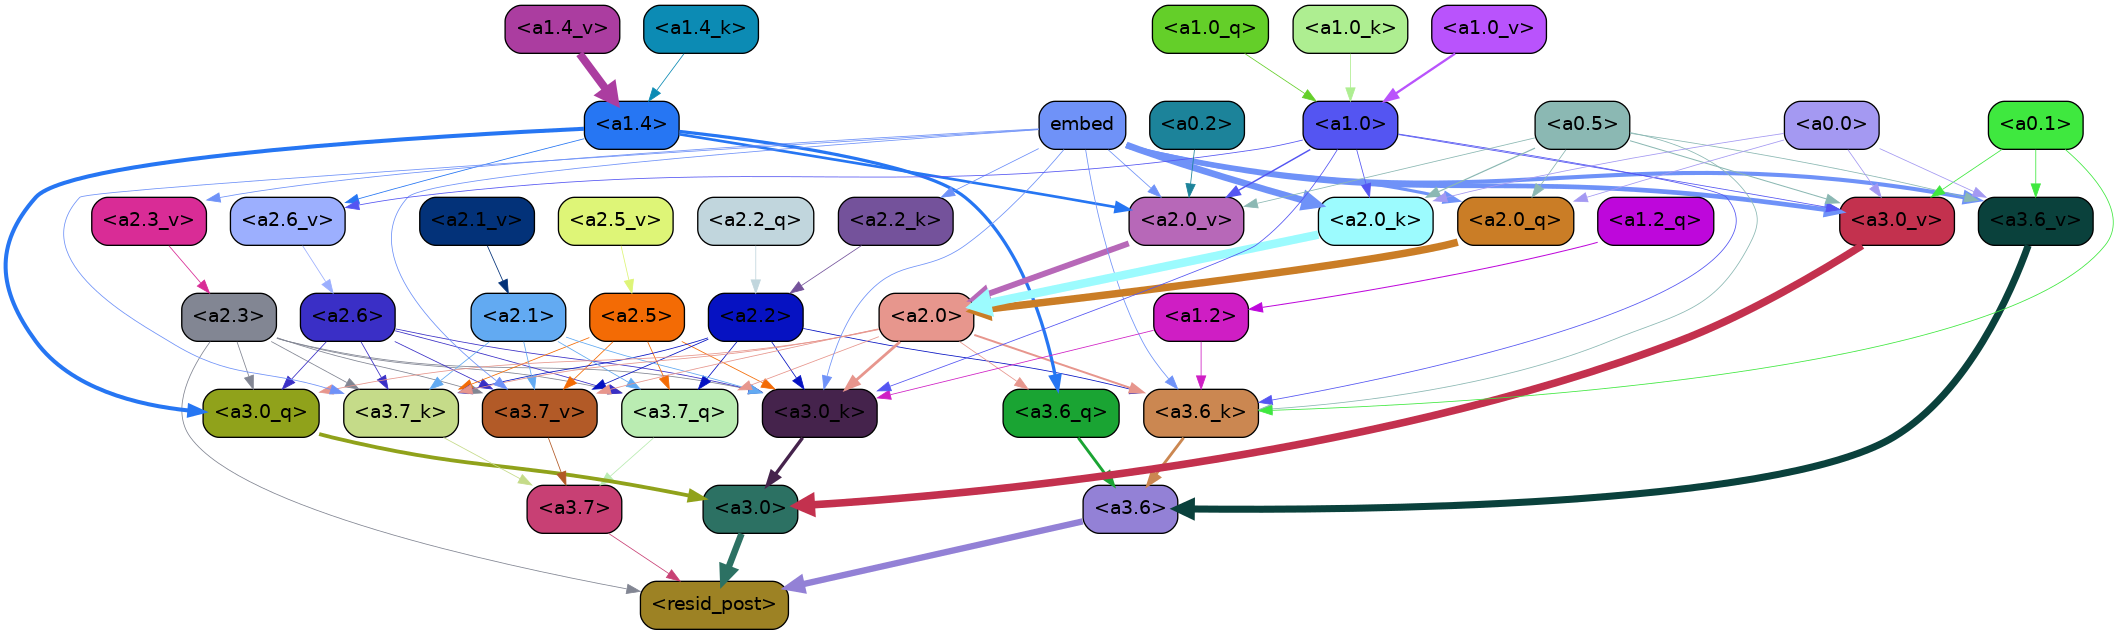 <a1.4_v> <a1.4_k> <a1.0_q> <a1.0_k> <a1.0_v>
<a1.4> embed <a0.2> <a1.0> <a0.5> <a0.0> <a0.1>
<a2.3_v> <a2.6_v> <a2.1_v> <a2.5_v> <a2.2_q> <a2.2_k> <a2.0_v> <a2.0_k> <a2.0_q> <a1.2_q> <a3.0_v> <a3.6_v>
<a2.3> <a2.6> <a2.1> <a2.5> <a2.2> <a2.0> <a1.2>
<a3.0_q> <a3.7_k> <a3.7_v> <a3.7_q> <a3.0_k> <a3.6_q> <a3.6_k>
<a3.7> <a3.0> <a3.6>
<resid_post>